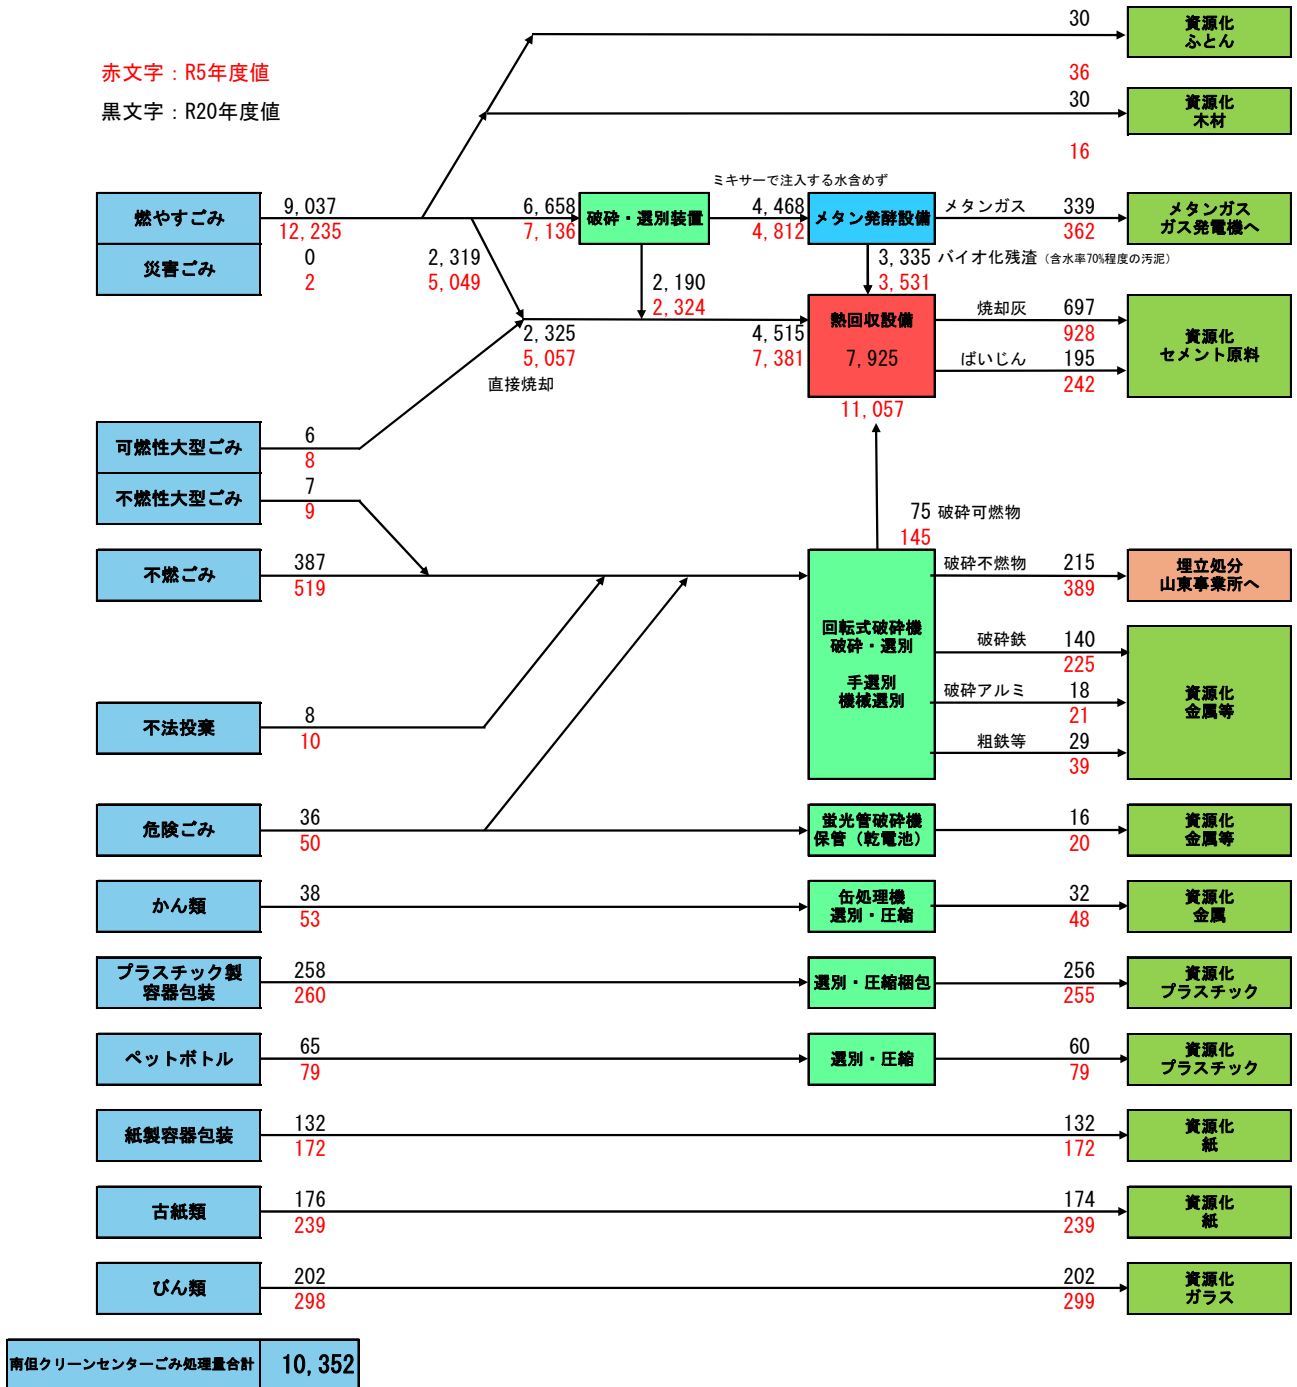 30
資源化
ふとん
赤文字：R5年度値
36
黒文字：R20年度値
30
資源化
木材
16
ミキサーで注入する水含めず
燃やすごみ
9,037
12,235
6,658
7,136
破砕・選別装置
4,468
4,812
メタン発酵設備
メタンガス
339
362
メタンガス
ガス発電機へ
災害ごみ
0
2
2,319
5,049
2,190
2,324
3,335
3,531
バイオ化残渣（含水率70%程度の汚泥）
2,325
5,057
直接焼却
4,515
7,381
熱回収設備
7,925
11,057
焼却灰
697
928
ばいじん
195
242
資源化
セメント原料
可燃性大型ごみ
6
8
不燃性大型ごみ
7
9
75
破砕可燃物
145
不燃ごみ
387
519
回転式破砕機
破砕・選別
手選別
機械選別
破砕不燃物
215
389
埋立処分
山東事業所へ
破砕鉄
140
225
破砕アルミ
18
21
粗鉄等
29
39
資源化
金属等
不法投棄
8
10
危険ごみ
36
50
蛍光管破砕機
保管（乾電池）
16
20
資源化
金属等
かん類
38
53
缶処理機
選別・圧縮
32
48
資源化
金属
プラスチック製
容器包装
258
260
選別・圧縮梱包
256
255
資源化
プラスチック
ペットボトル
65
79
選別・圧縮
60
79
資源化
プラスチック
紙製容器包装
132
172
132
172
資源化
紙
古紙類
176
239
174
239
資源化
紙
びん類
202
298
202
299
資源化
ガラス
南但クリーンセンターごみ処理量合計
10,352